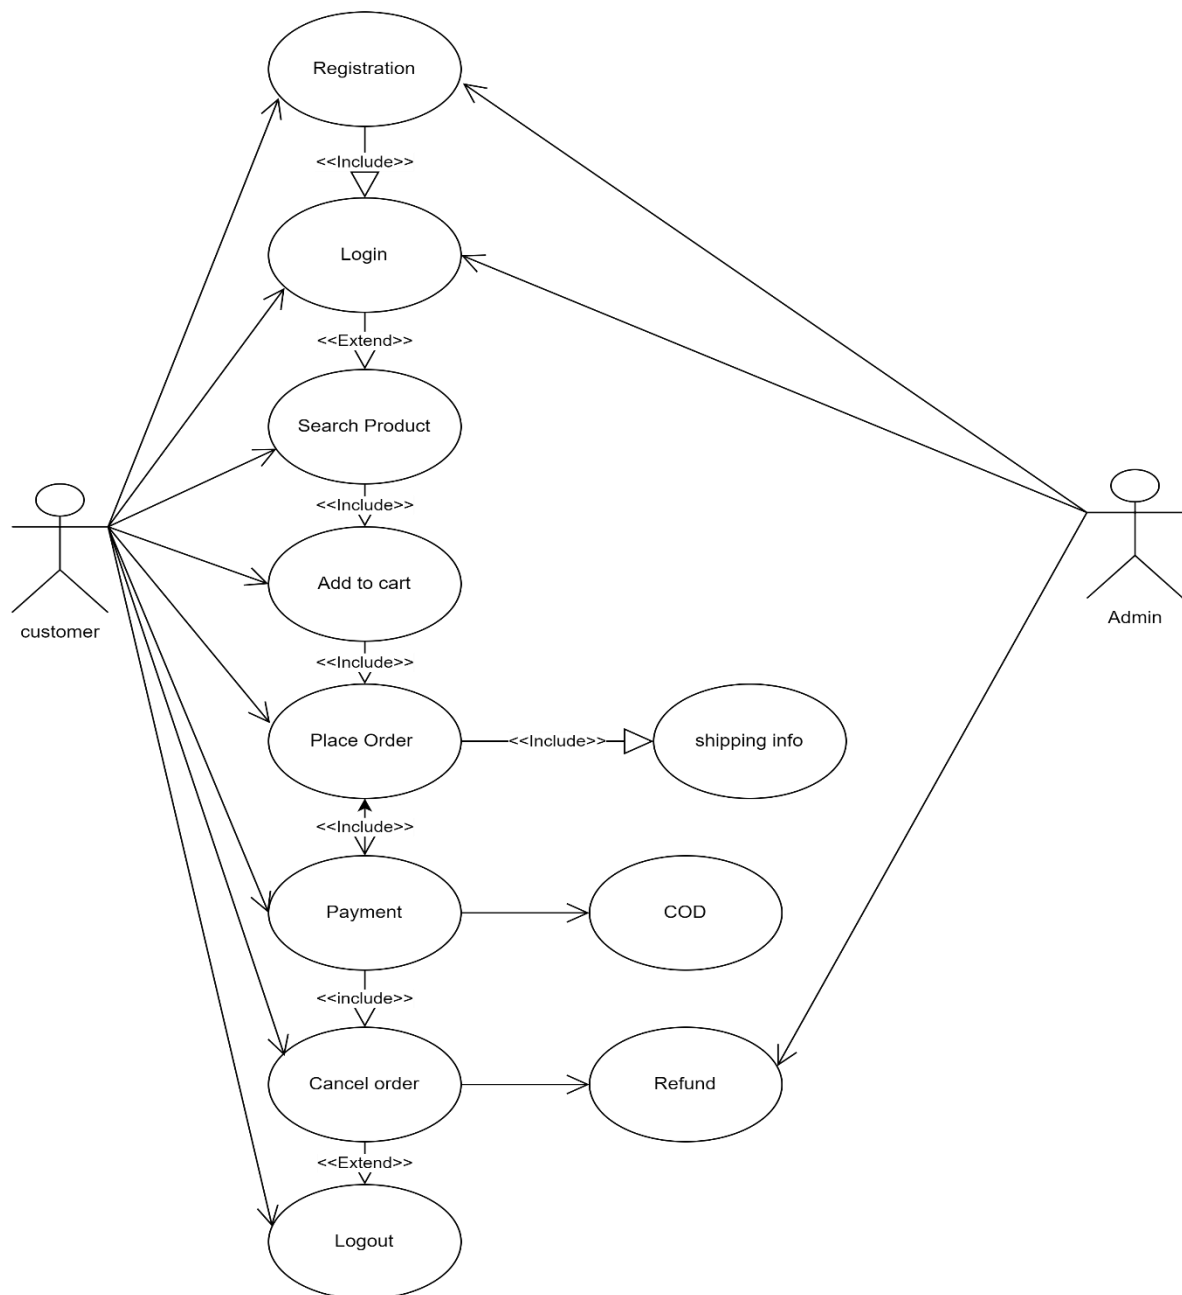 Registration
<<Include>>
Login
<<Extend>>
Search Product
<<Include>>
Add to cart
customer
Admin
<<Include>>
Place Order
<<Include>>
shipping info
<<Include>>
Payment
COD
<<include>>
Cancel order
Refund
<<Extend>>
Logout